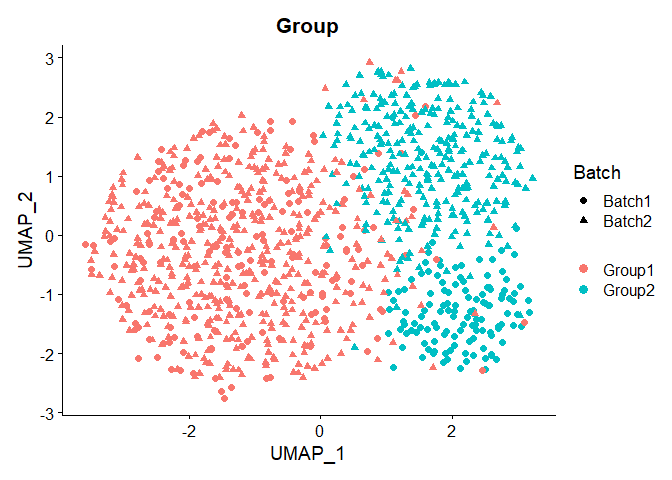 Group
3
2
1
0
-1
-2
-3
UMAP_2
-2
0
2
UMAP_1
Batch
Batch1
Batch2
Group1
Group2